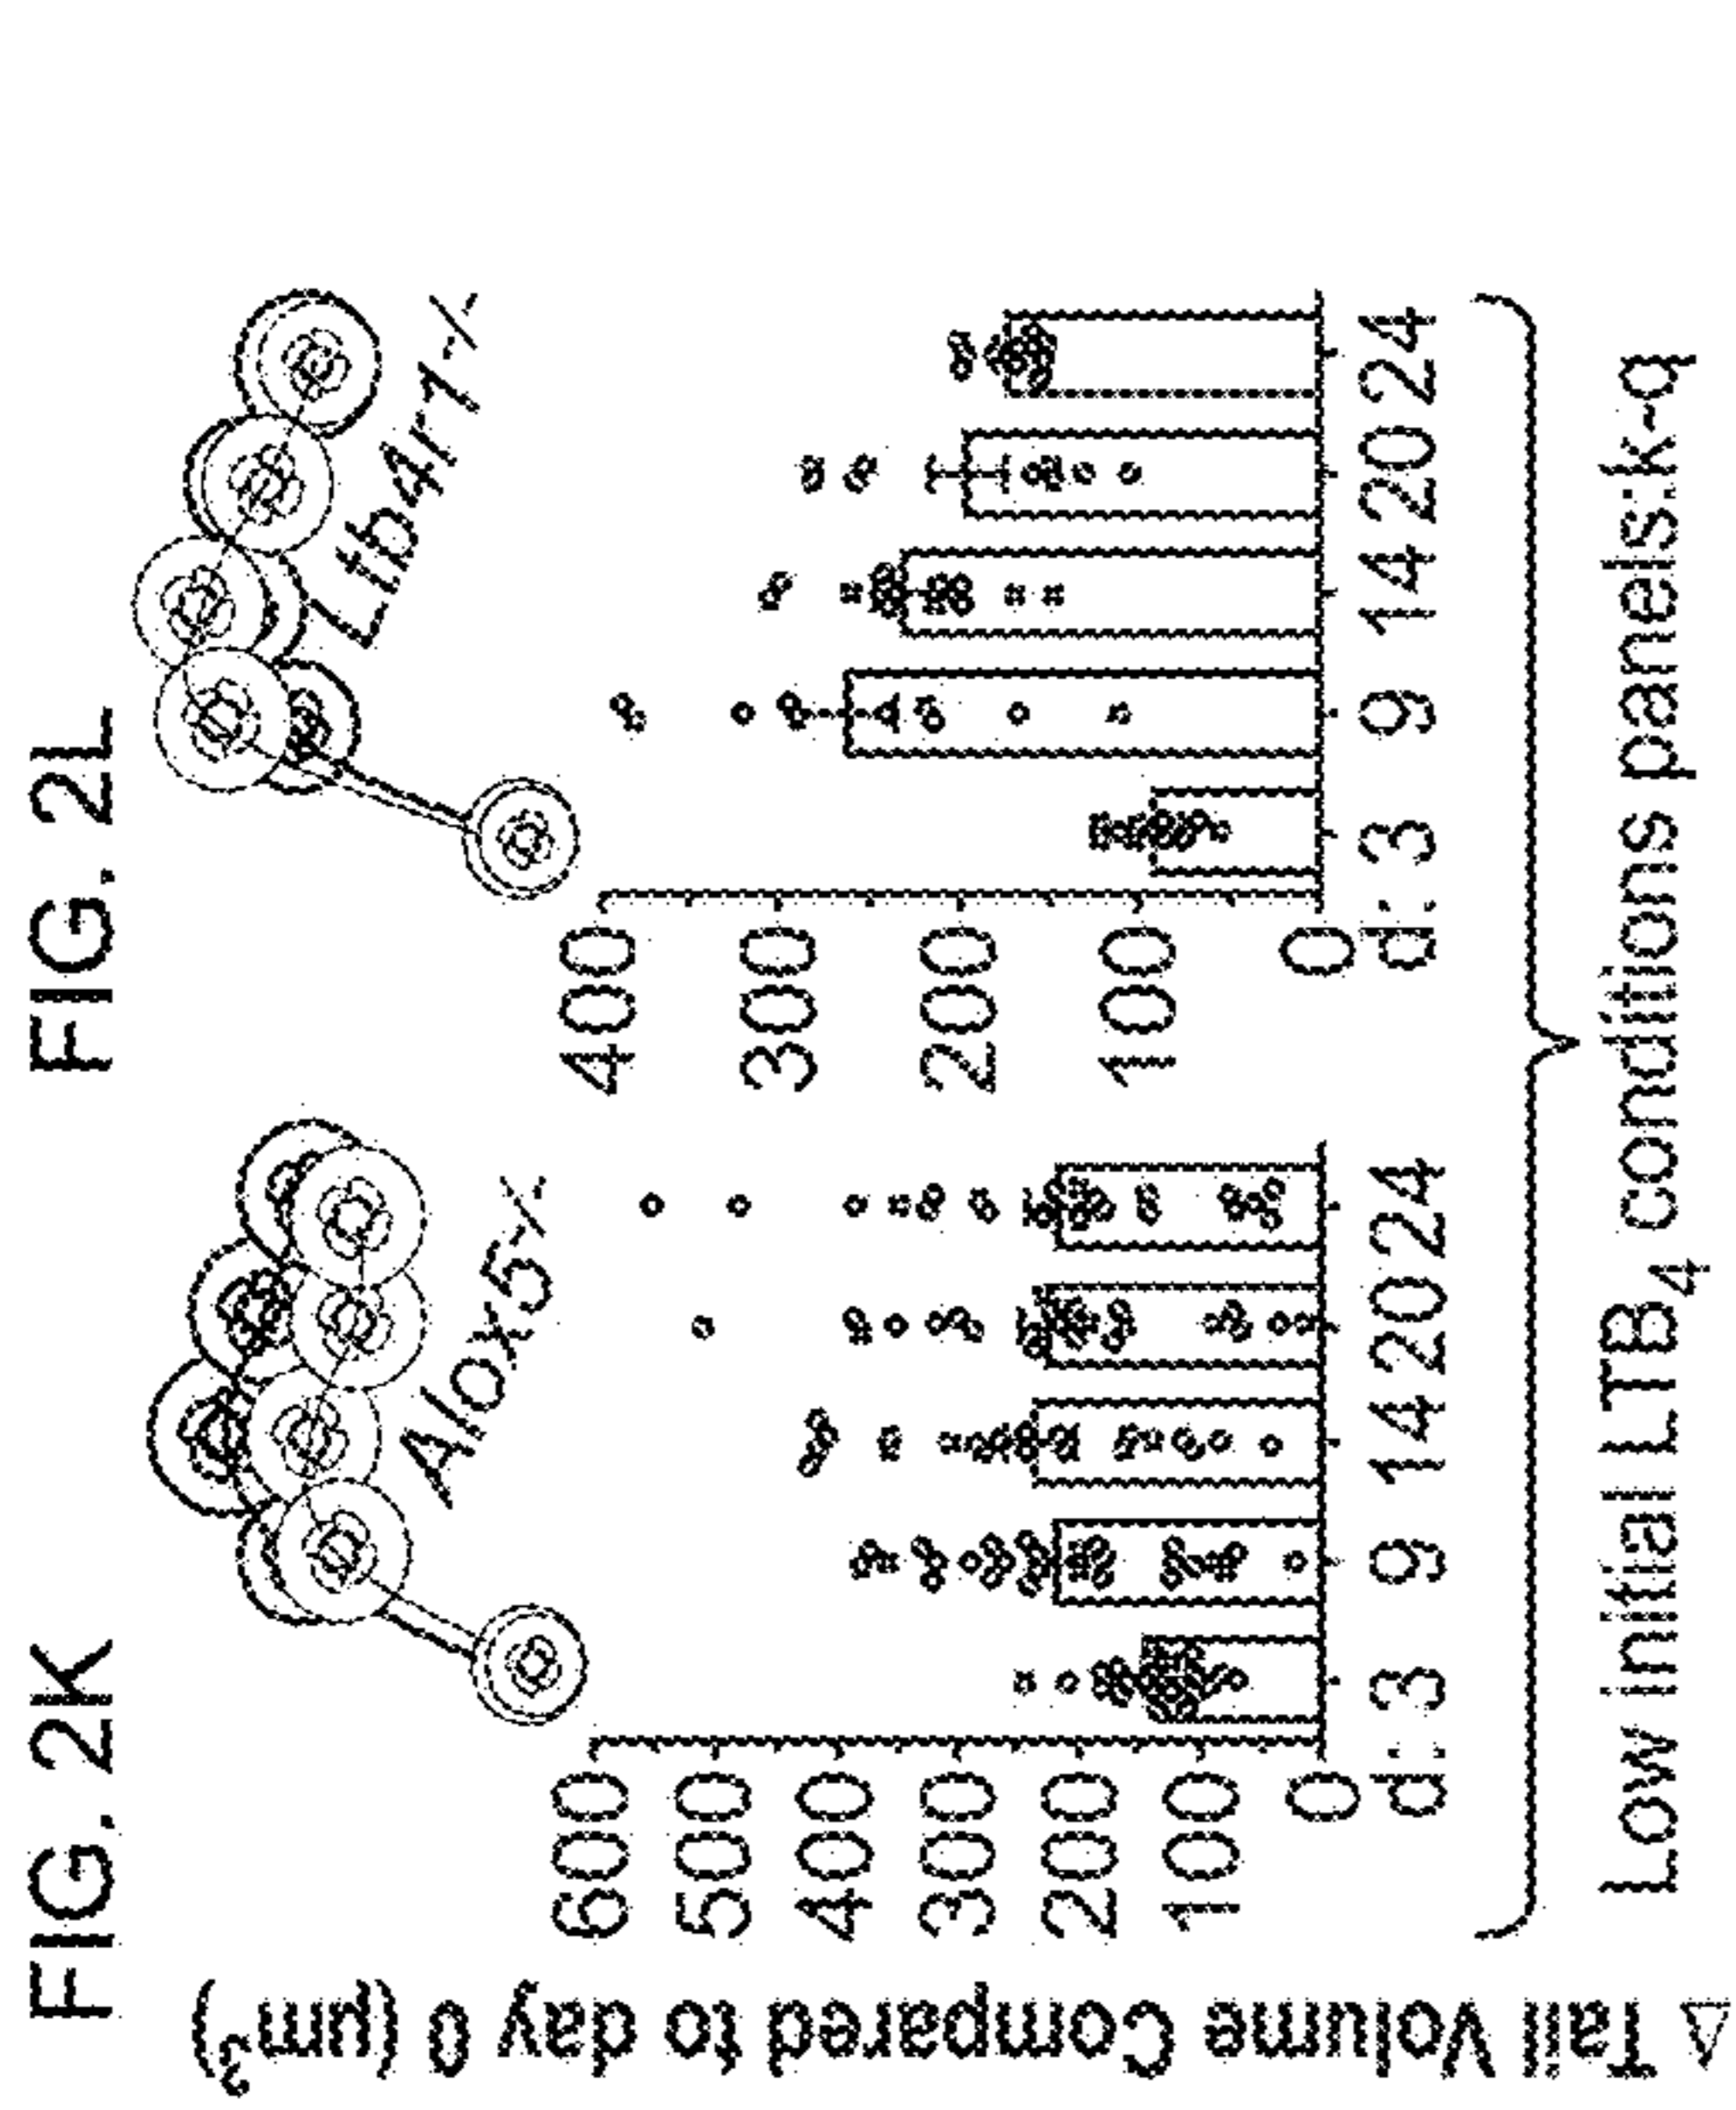 FIG. 2K
Alox5-/-
Δ Tail Volume Compared to day 0 (μm3)
600
500
400
300
200
100
0
d: 3 9 14 20 24
FIG. 2L
Ltb4r1-/-
400
300
200
100
0
d: 3 9 14 20 24
Low initial LTB4 conditions panels:k-q